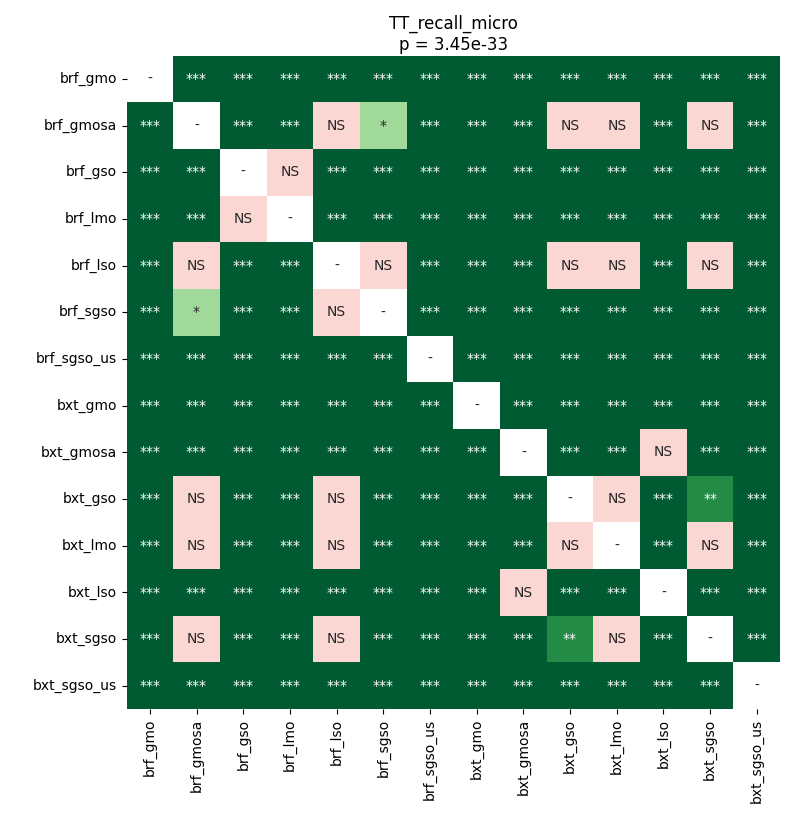 TT_recall_micro
p = 3.45e-33
brf_gmo - *** *** *** *** *** *** *** *** *** *** *** *** ***
brf_gmosa *** - *** *** NS * *** *** *** NS NS *** NS ***
brf_gso *** *** - NS *** *** *** *** *** *** *** *** *** ***
brf_lmo *** *** NS - *** *** *** *** *** *** *** *** *** ***
brf_lso *** NS *** *** - NS *** *** *** NS NS *** NS ***
brf_sgso *** * *** *** NS - *** *** *** *** *** *** *** ***
brf_sgso_us *** *** *** *** *** *** - *** *** *** *** *** *** ***
bxt_gmo *** *** *** *** *** *** *** - *** *** *** *** *** ***
bxt_gmosa *** *** *** *** *** *** *** *** - *** *** NS *** ***
bxt_gso *** NS *** *** NS *** *** *** *** - NS *** ** ***
bxt_lmo *** NS *** *** NS *** *** *** *** NS - *** NS ***
bxt_lso *** *** *** *** *** *** *** *** NS *** *** - *** ***
bxt_sgso *** NS *** *** NS *** *** *** *** ** NS *** - ***
bxt_sgso_us *** *** *** *** *** *** *** *** *** *** *** *** *** -
brf_gmo brf_gmosa brf_gso brf_lmo brf_lso brf_sgso brf_sgso_us bxt_gmo bxt_gmosa bxt_gso bxt_lmo bxt_lso bxt_sgso bxt_sgso_us